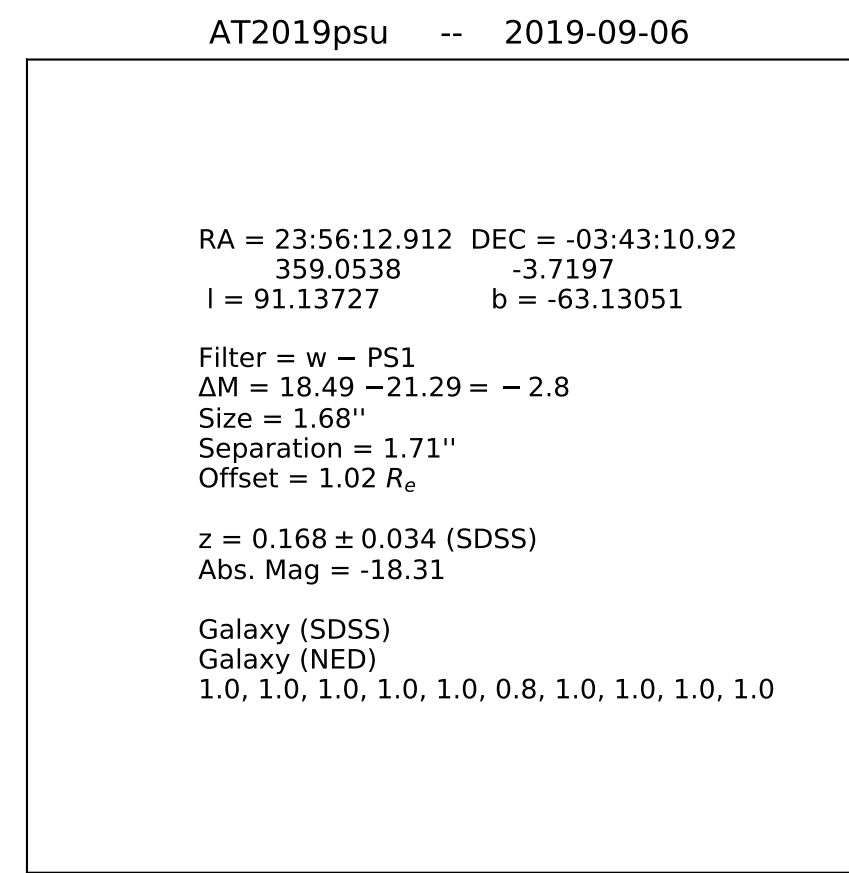 AT2019psu -- 2019-09-06
RA = 23:56:12.912 DEC = -03:43:10.92
359.0538 -3.7197
l = 91.13727 b = -63.13051
Filter = w − PS1
ΔM = 18.49 −21.29 = − 2.8
Size = 1.68''
Separation = 1.71''
Offset = 1.02 Re
z = 0.168 ± 0.034 (SDSS)
Abs. Mag = -18.31
Galaxy (SDSS)
Galaxy (NED)
1.0, 1.0, 1.0, 1.0, 1.0, 0.8, 1.0, 1.0, 1.0, 1.0